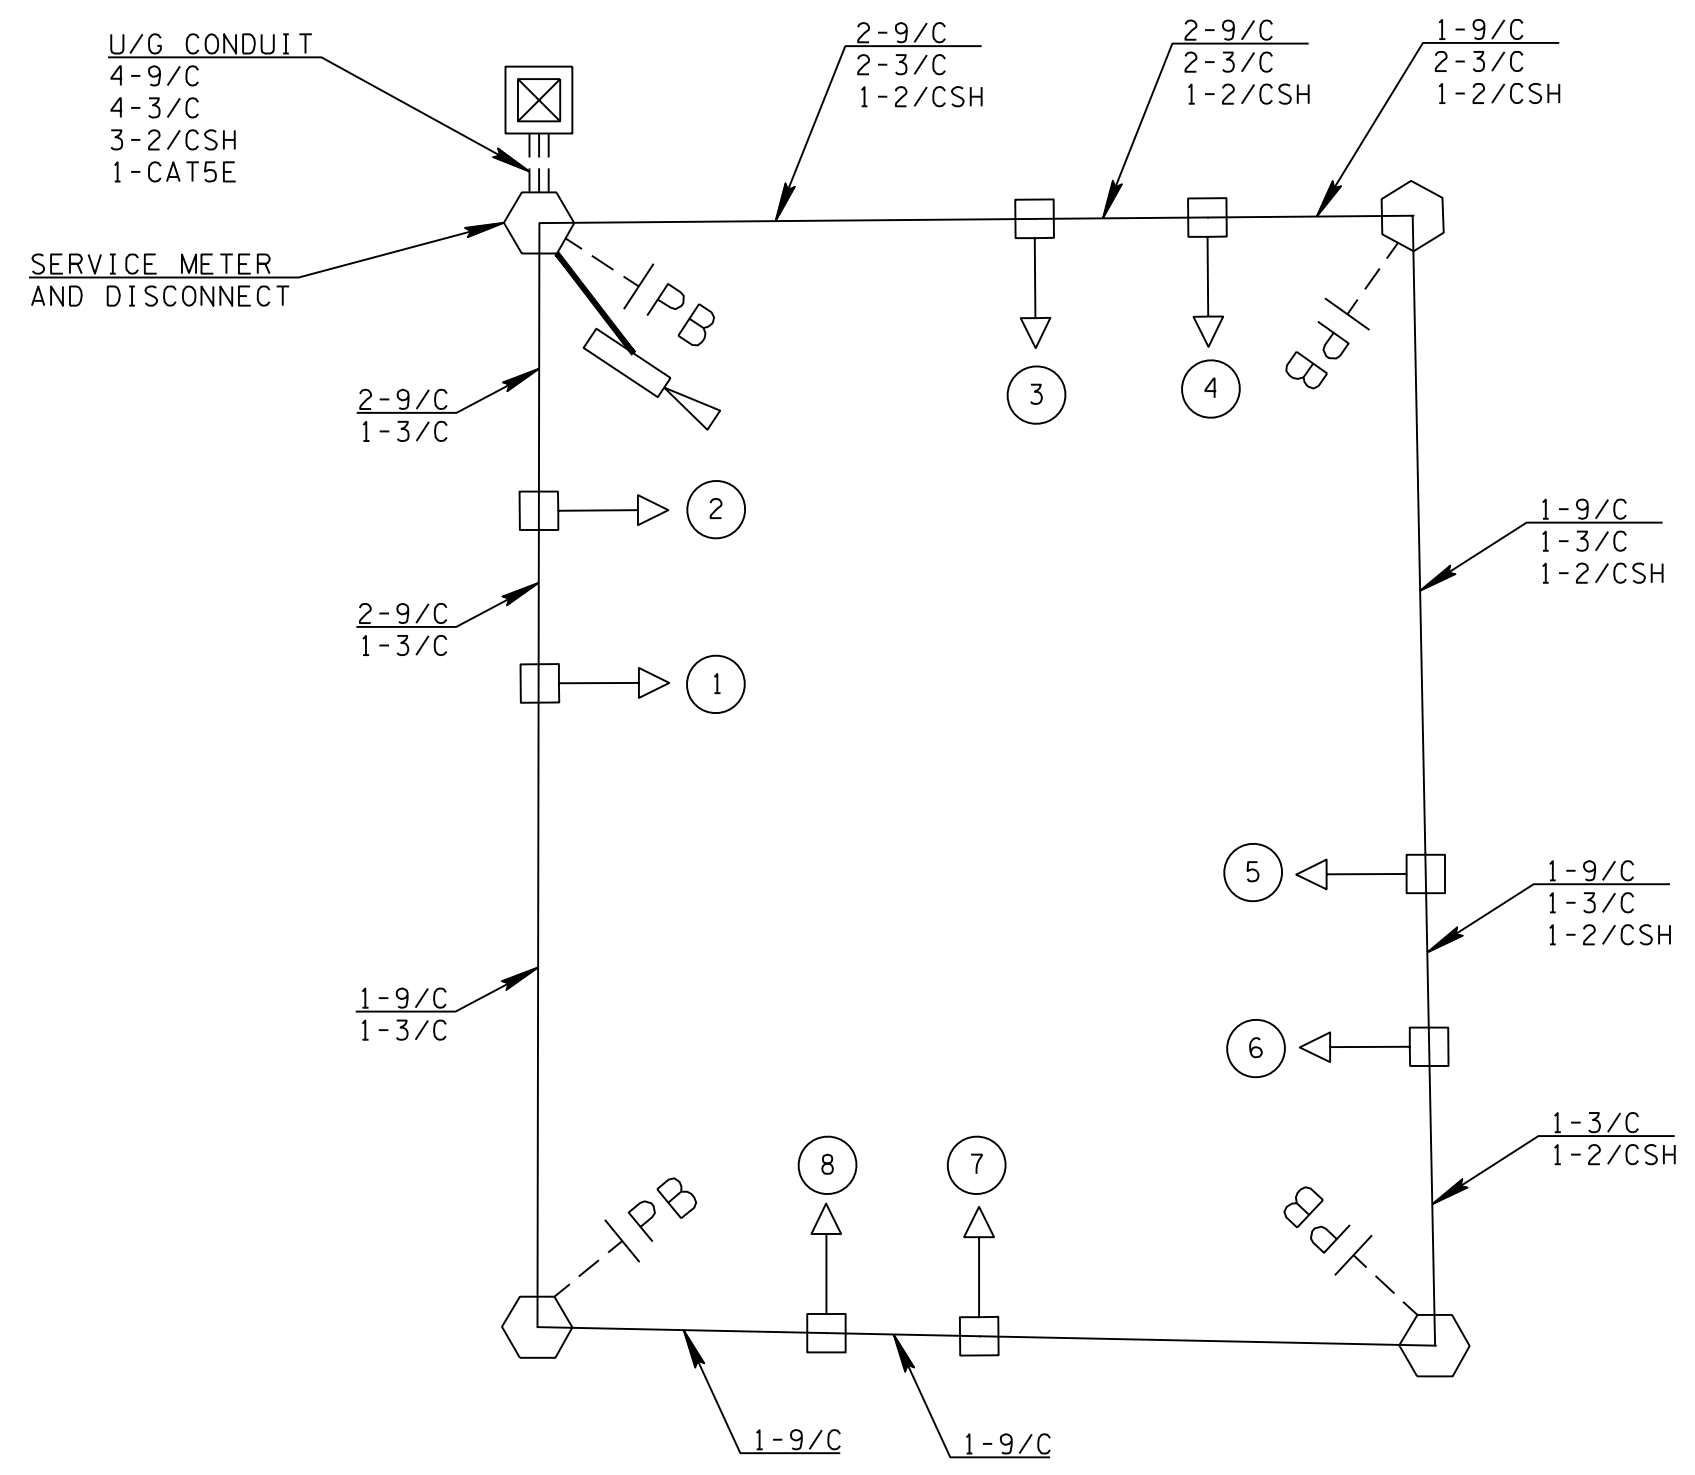 U/G CONDUIT
4-9/C
4-3/C
3-2/CSH
1-CAT5E
2-9/C
2-3/C
1-2/CSH
2-9/C
2-3/C
1-2/CSH
1-9/C
2-3/C
1-2/CSH
SERVICE METER
AND DISCONNECT
PB
PB
3
4
2-9/C
1-3/C
2
1-9/C
1-3/C
1-2/CSH
2-9/C
1-3/C
1
5
1-9/C
1-3/C
1-2/CSH
1-9/C
1-3/C
6
1-3/C
1-2/CSH
8
7
PB
PB
1-9/C
1-9/C